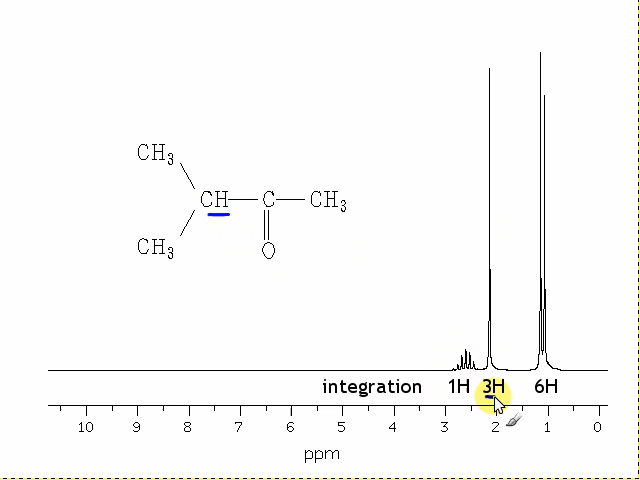 CH3
CH C CH3
CH3
O
integration 1H 3H 6H
10 9 8 7 6 5 4 3 2 1 0
ppm